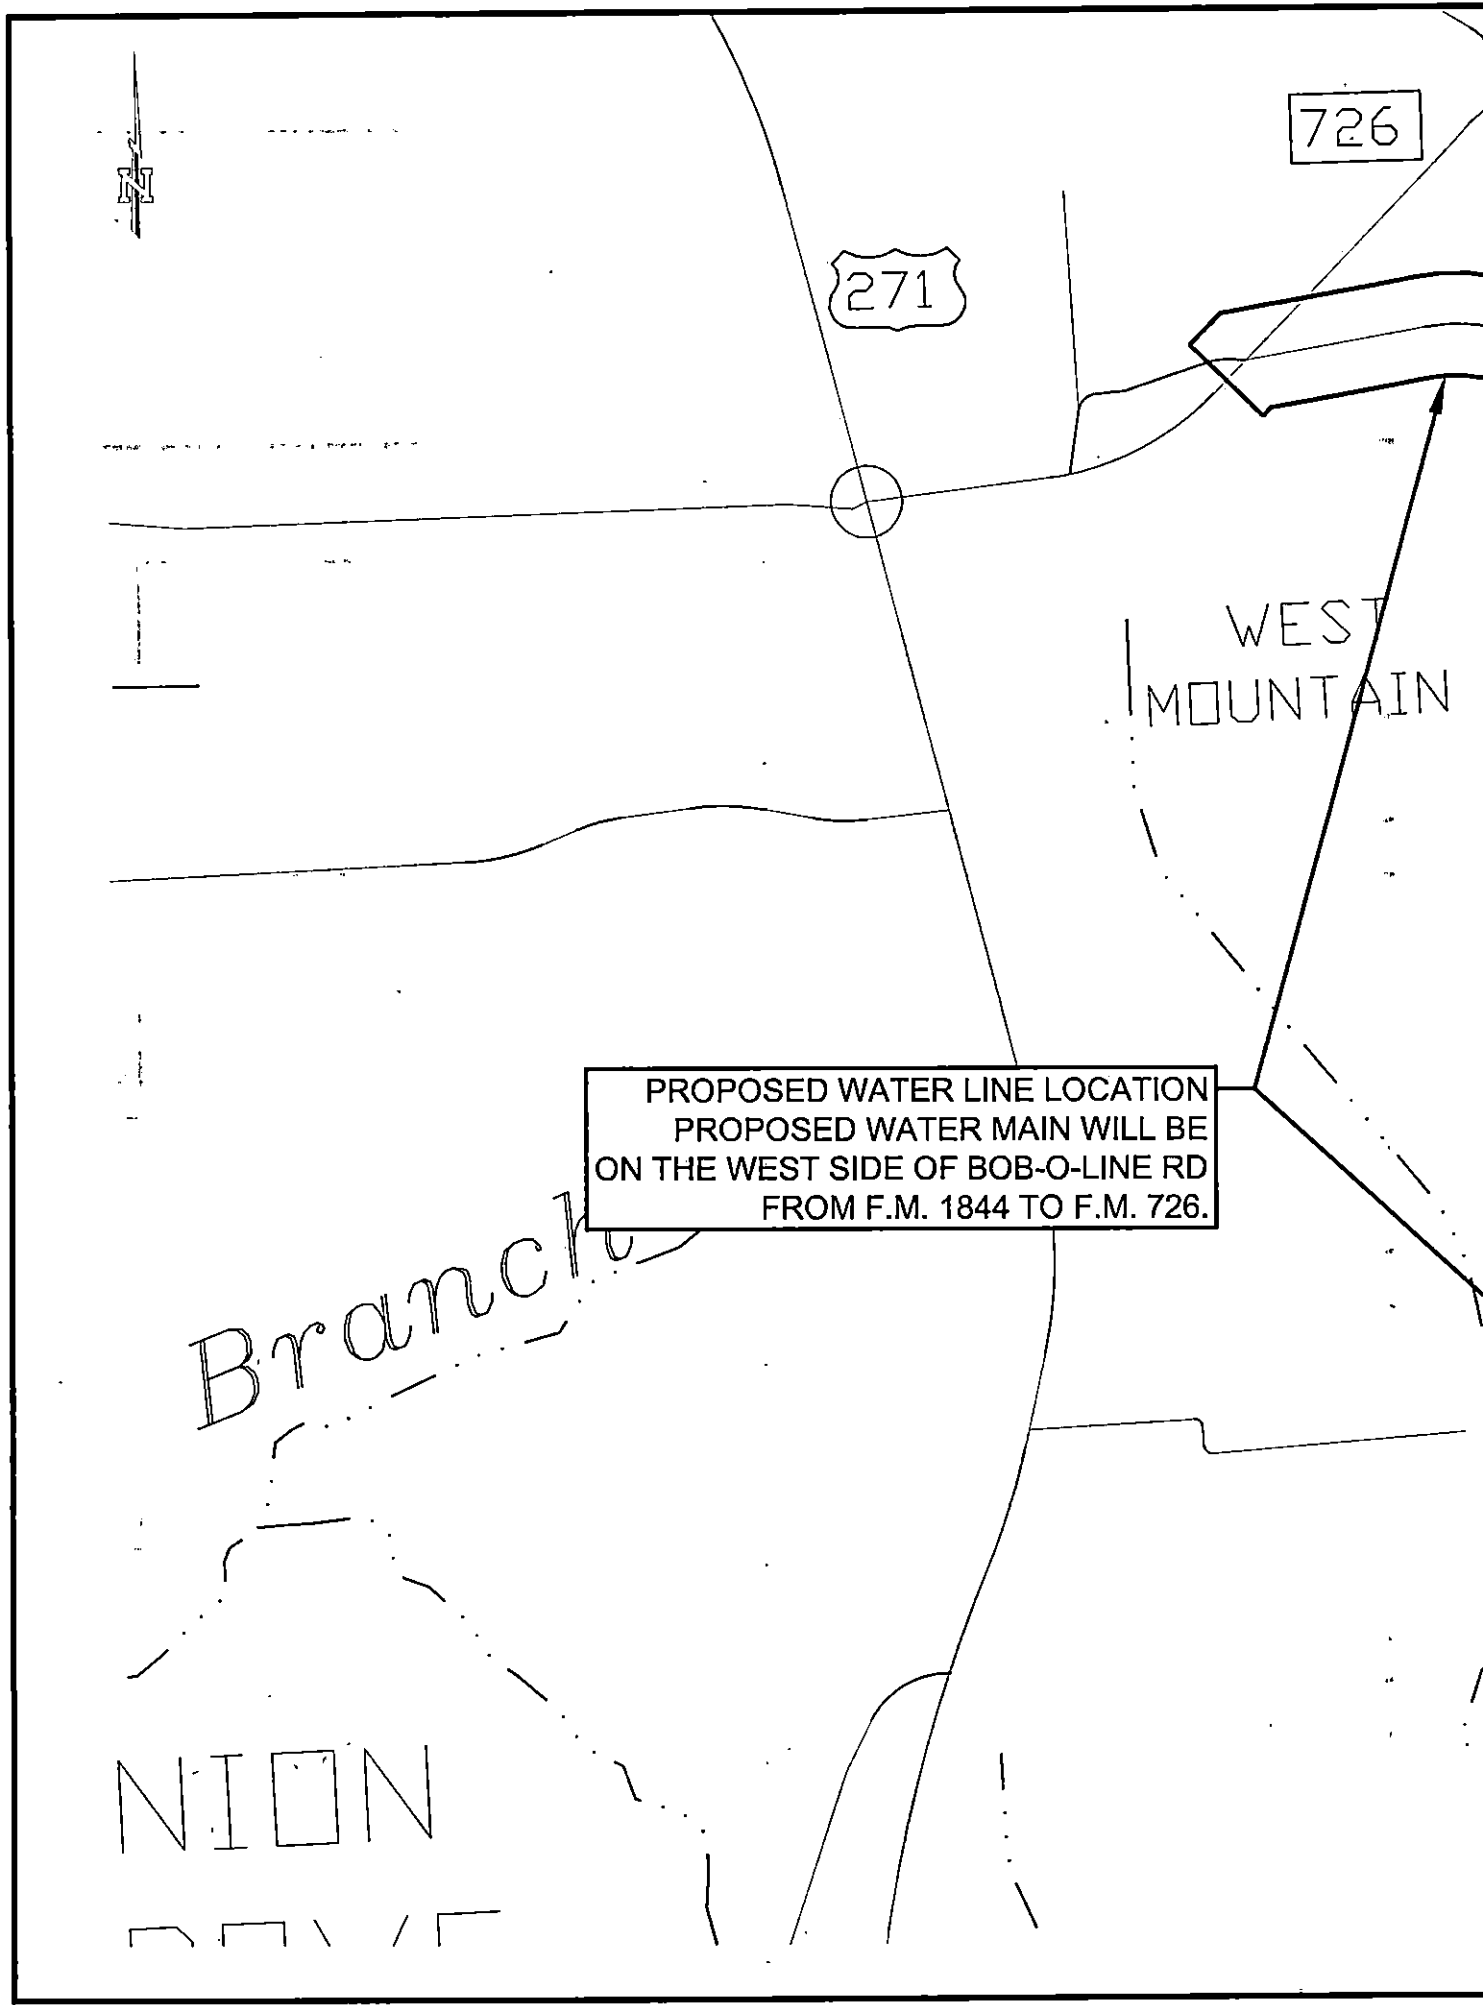 N
726
271
WEST
MOUNTAIN
PROPOSED WATER LINE LOCATION
PROPOSED WATER MAIN WILL BE
ON THE WEST SIDE OF BOB-O-LINE RD
FROM F.M. 1844 TO F.M. 726.
Branch
NION